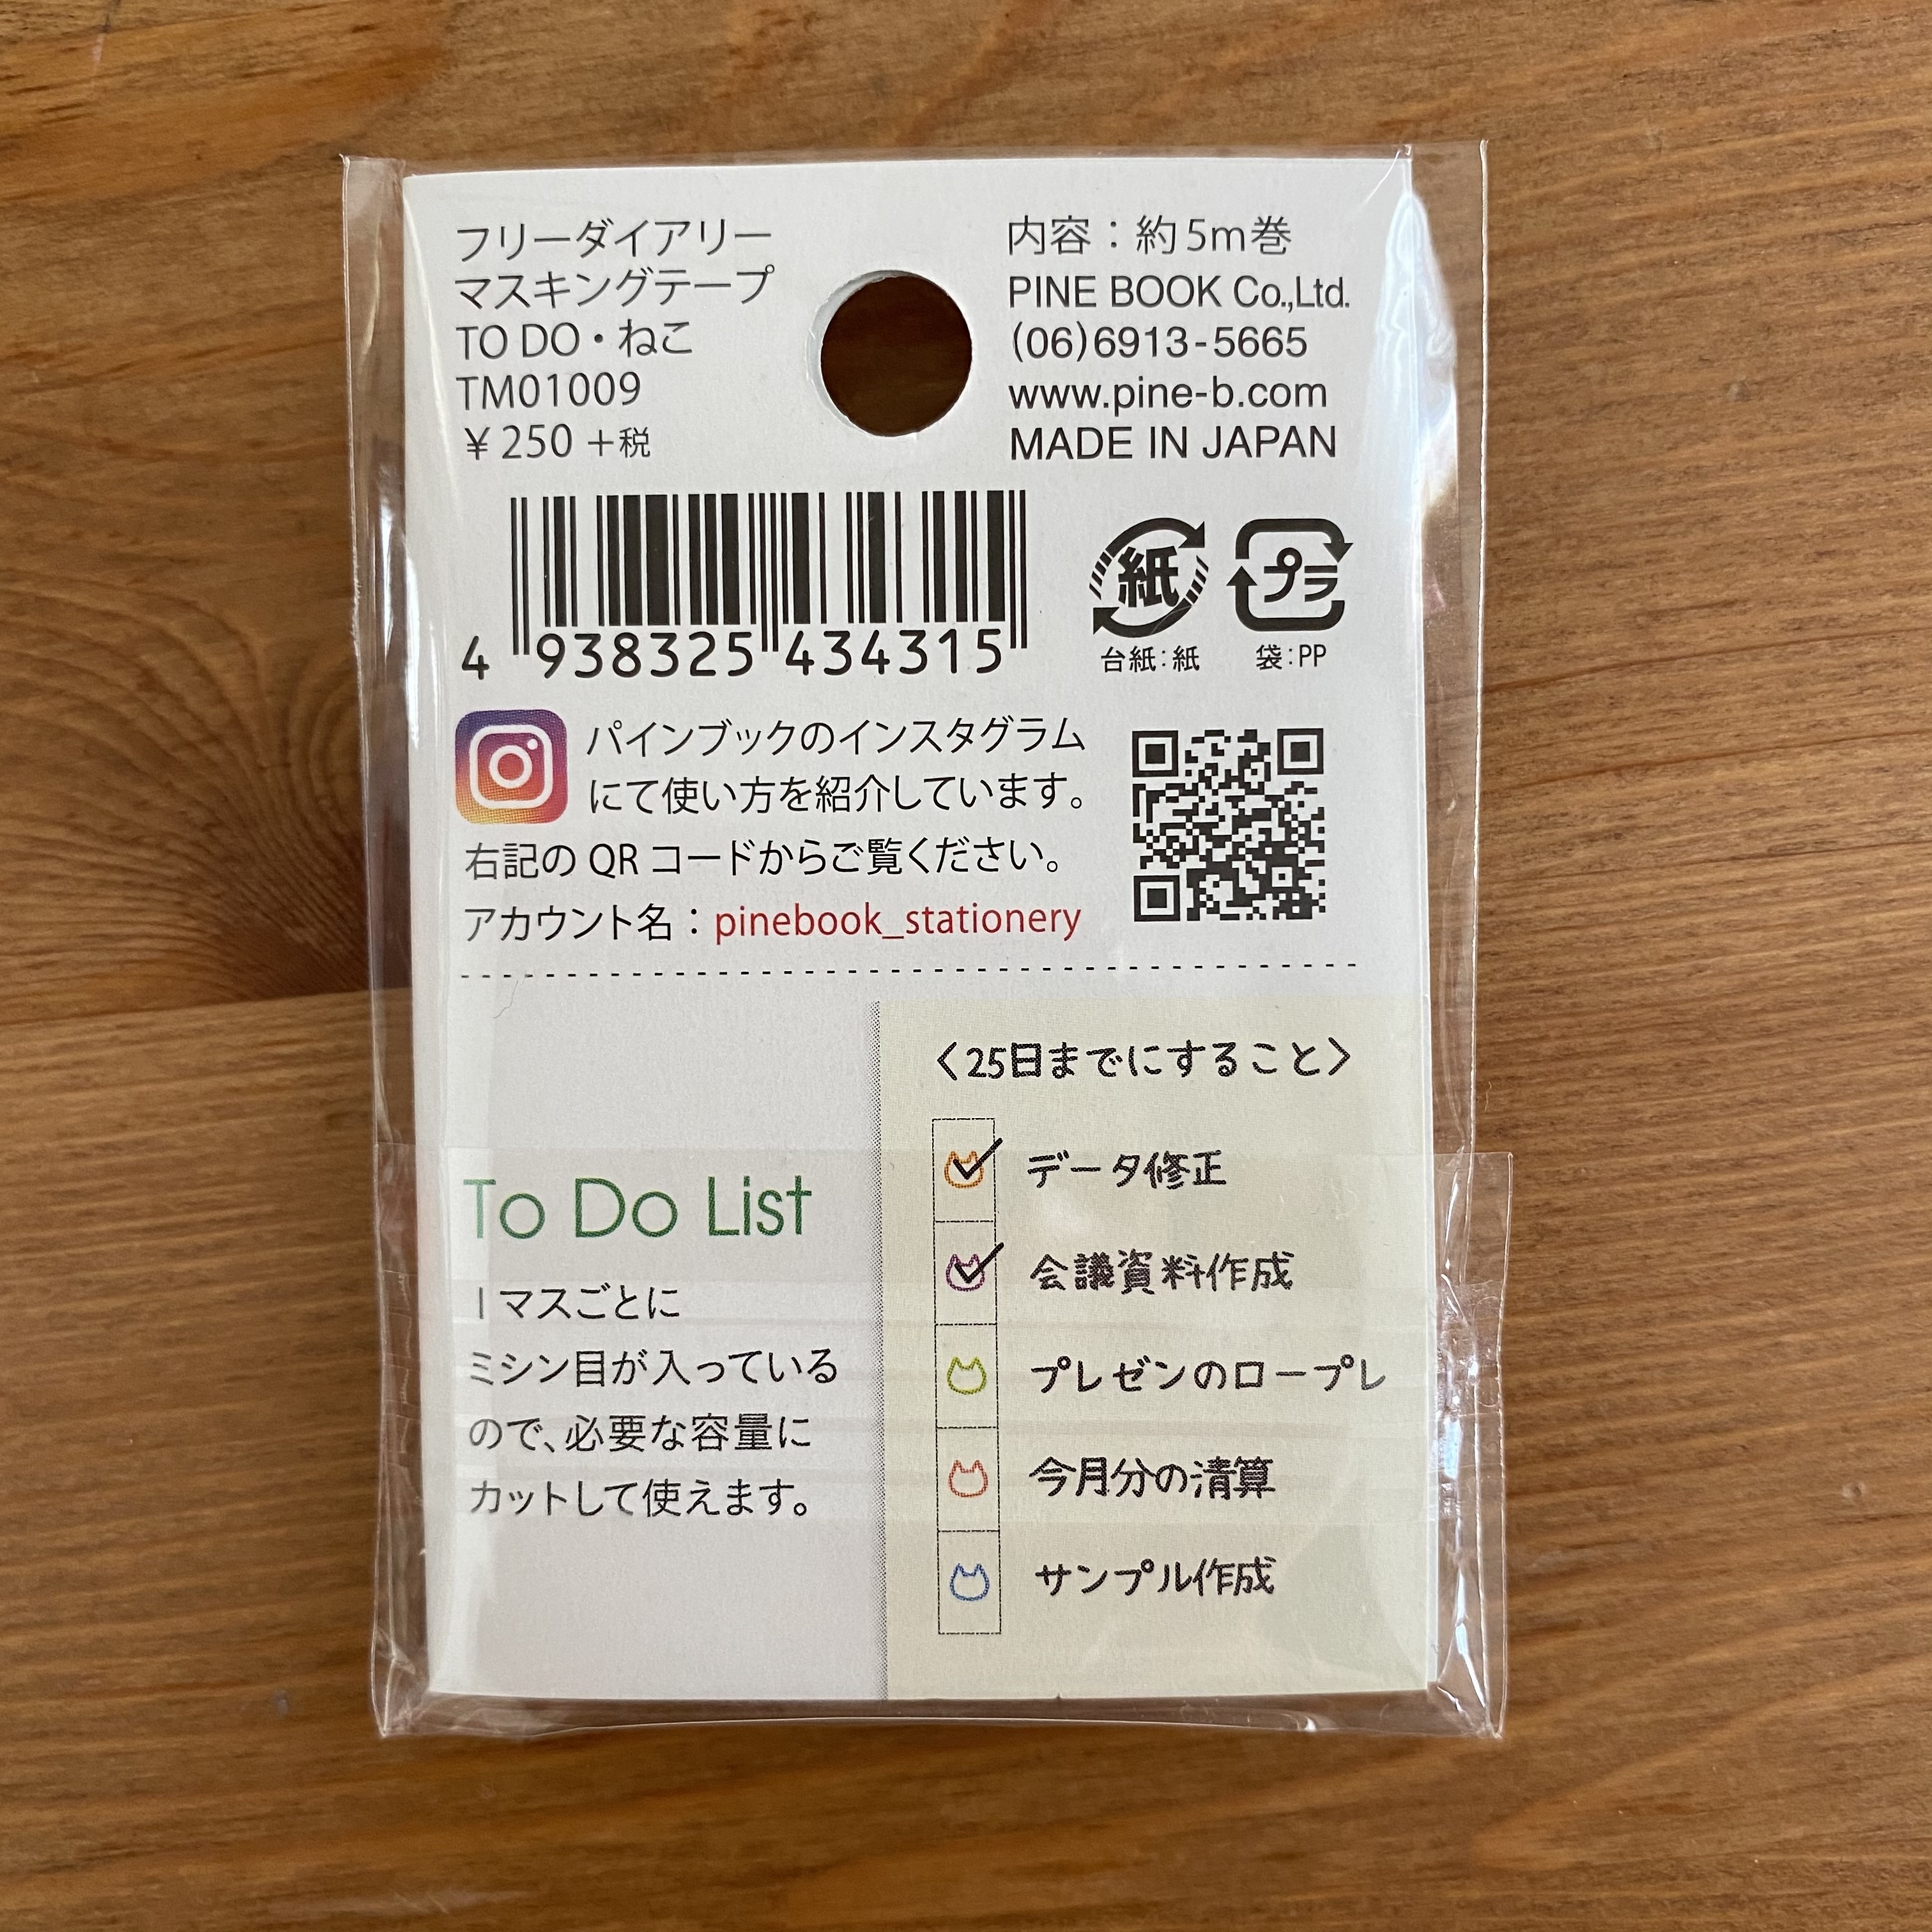 フリーダイアリー
マスキングテープ
TO DO・ねこ
TM01009
￥250＋税
内容：約5m巻
PINE BOOK Co.,Ltd.
(06)6913-5665
www.pine-b.com
MADE IN JAPAN
4 938325 434315
紙
台紙：紙
プラ
袋：PP
パインブックのインスタグラム
にて使い方を紹介しています。
右記の QR コードからご覧ください。
アカウント名：pinebook_stationery
To Do List
1マスごとに
ミシン目が入っている
ので、必要な容量に
カットして使えます。
〈25日までにすること〉
データ修正
会議資料作成
プレゼンのロープレ
今月分の清算
サンプル作成